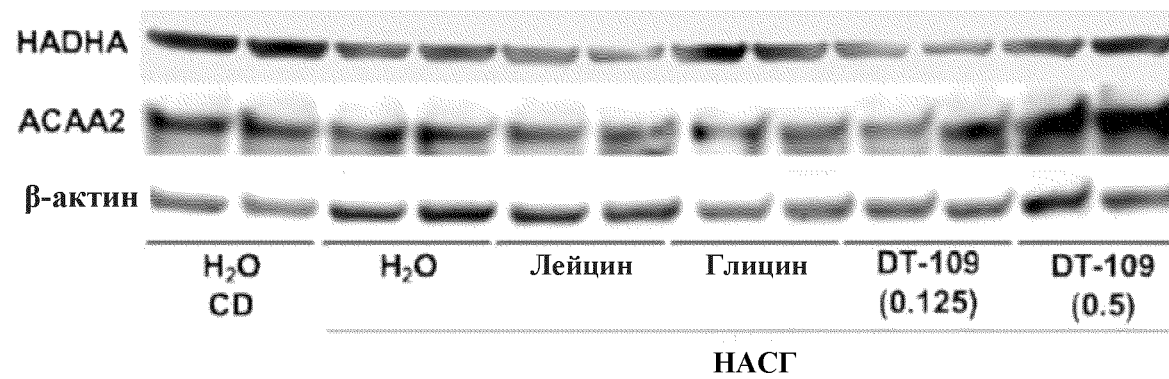 HADHA
ACAA2
β-актин
H₂O H₂O Лейцин Глицин DT-109 DT-109
CD (0.125) (0.5)
НАСГ